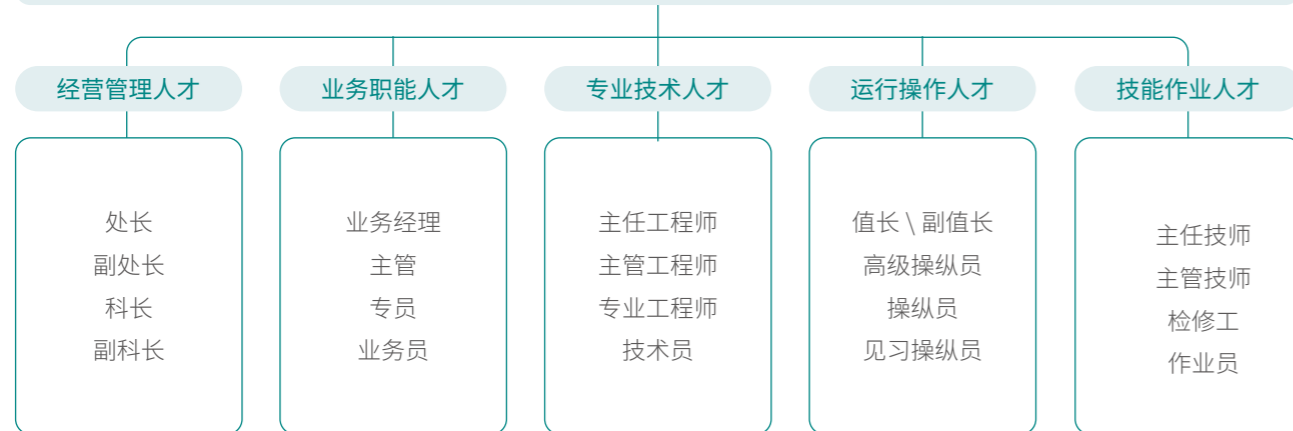 经营管理人才
处长
副处长
科长
副科长
业务职能人才
业务经理
主管
专员
业务员
专业技术人才
主任工程师
主管工程师
专业工程师
技术员
运行操作人才
值长 \ 副值长
高级操纵员
操纵员
见习操纵员
技能作业人才
主任技师
主管技师
检修工
作业员